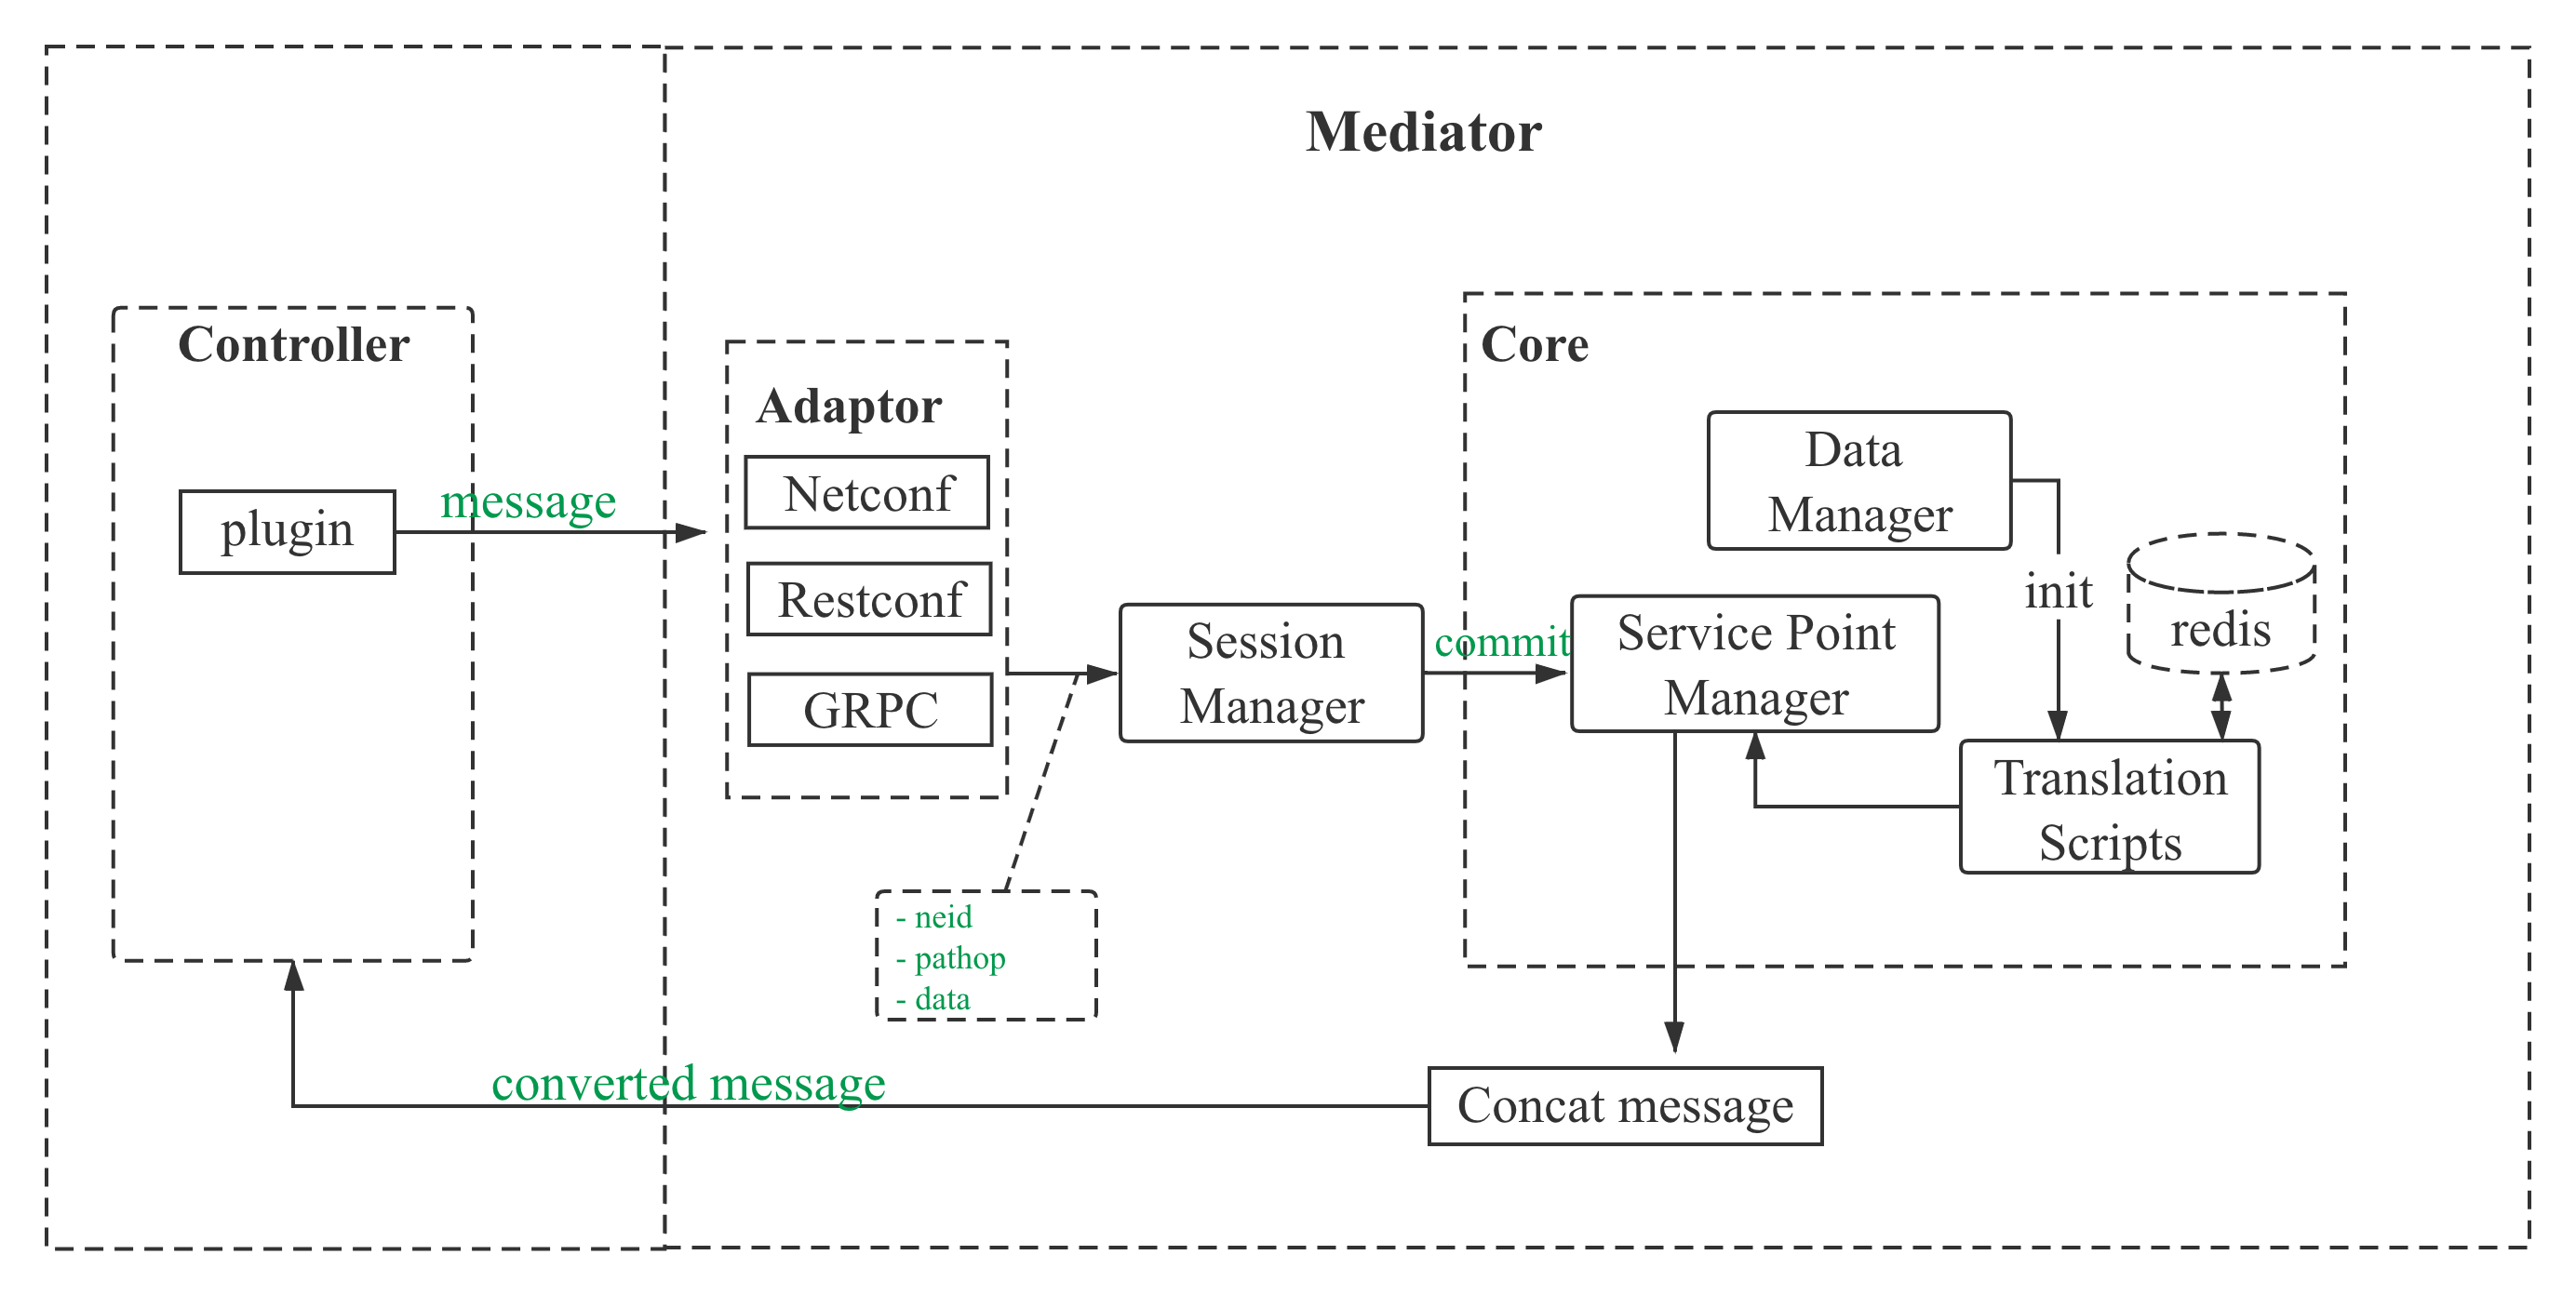 Mediator
Controller
plugin
message
Adaptor
Netconf
Restconf
GRPC
- neid
- pathop
- data
Session
Manager
commit
Core
Data
Manager
init
redis
Service Point
Manager
Translation
Scripts
Concat message
converted message